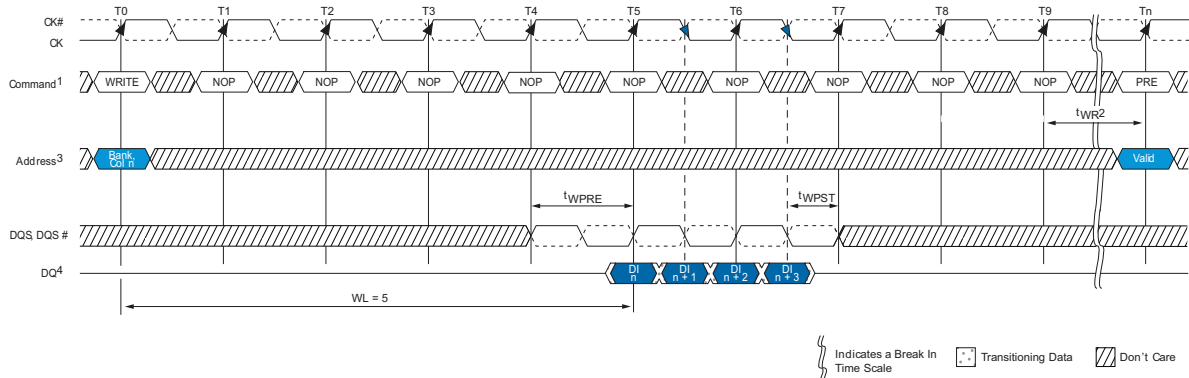 T0 T1 T2 T3 T4 T5 T6 T7 T8 T9 Tn
CK#
CK
Command1 WRITE NOP NOP NOP NOP NOP NOP NOP NOP NOP PRE
tWR2
Address3 Bank, Col n Valid
tWPRE tWPST
DQS, DQS #
DQ4 DI n DI n + 1 DI n + 2 DI n + 3
WL = 5
Indicates a Break In Time Scale
Transitioning Data
Don't Care